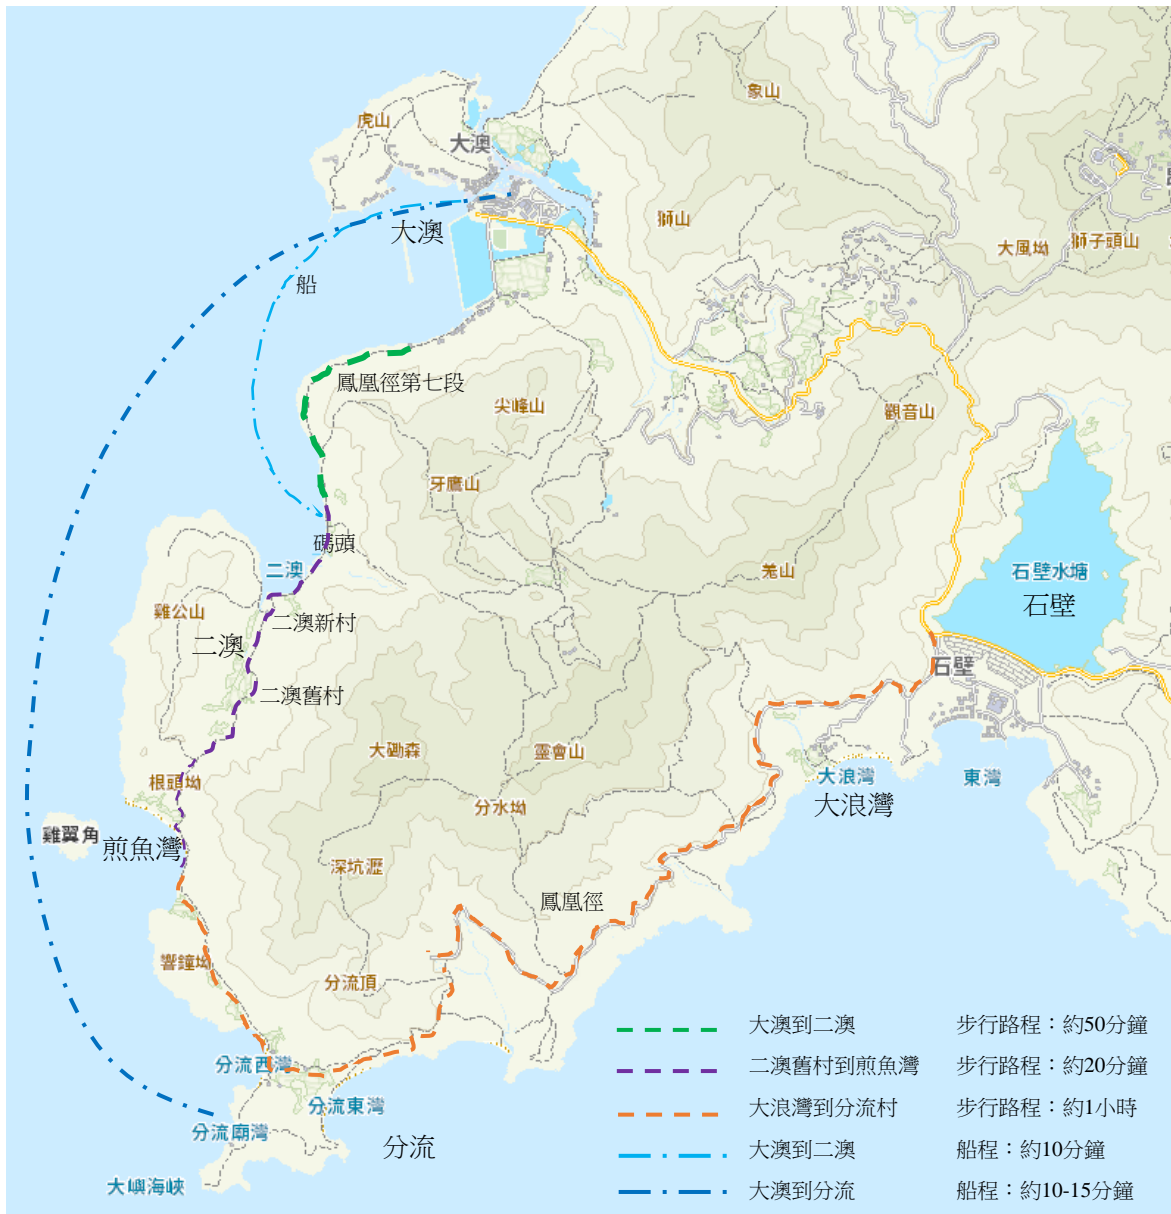 象山
虎山
大澳
獅山
大澳
大風坳
獅子頭山
船
鳳凰徑第七段
尖峰山
觀音山
牙鷹山
碼頭
二澳
羗山
石壁水塘
石壁
雞公山
二澳新村
二澳
石壁
二澳舊村
大磡森
靈會山
根頭坳
大浪灣
東灣
分水坳
大浪灣
雞翼角
煎魚灣
深坑瀝
鳳凰徑
響鐘坳
分流頂
分流西灣
分流東灣
分流廟灣
分流
大嶼海峽
大澳到二澳 步行路程：約50分鐘
二澳舊村到煎魚灣 步行路程：約20分鐘
大浪灣到分流村 步行路程：約1小時
大澳到二澳 船程：約10分鐘
大澳到分流 船程：約10-15分鐘